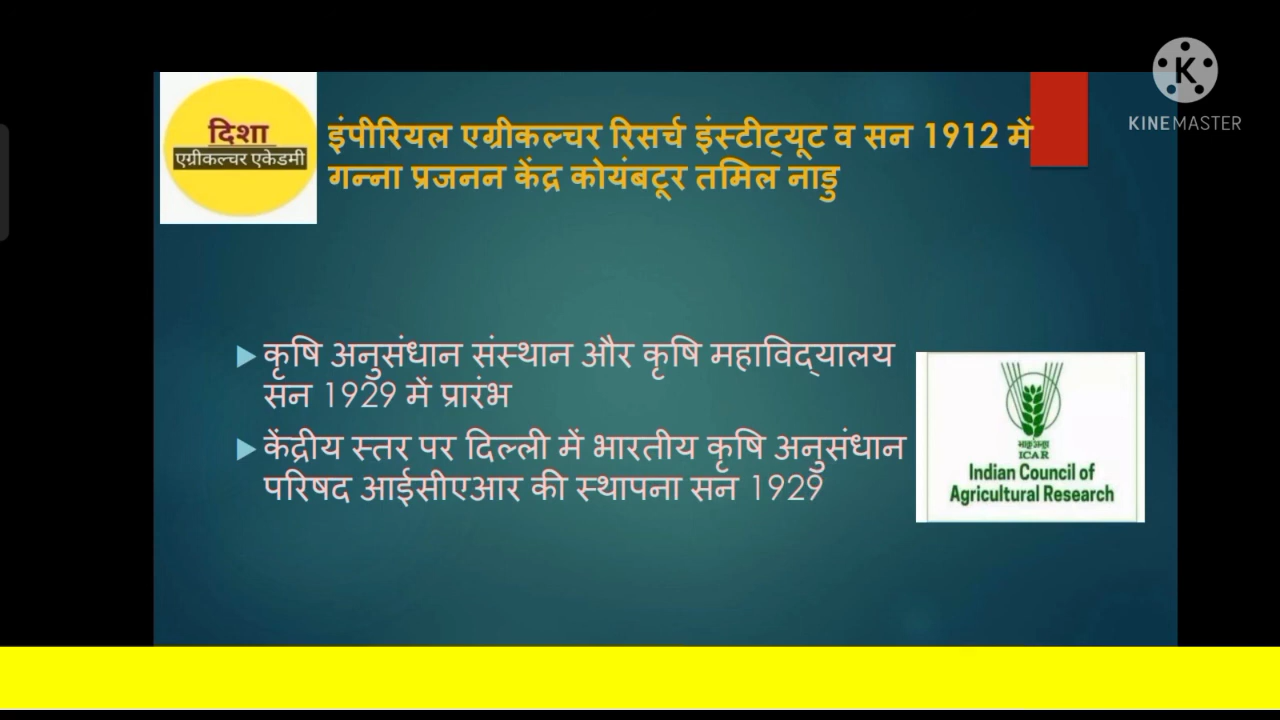 दिशा
एग्रीकल्चर एकेडमी
इंपीरियल एग्रीकल्चर रिसर्च इंस्टीट्यूट व सन 1912 में
गन्ना प्रजनन केंद्र कोयंबटूर तमिल नाडु
K
KINEMASTER
कृषि अनुसंधान संस्थान और कृषि महाविद्यालय
सन 1929 में प्रारंभ
केंद्रीय स्तर पर दिल्ली में भारतीय कृषि अनुसंधान
परिषद आईसीएआर की स्थापना सन 1929
भाकृअनुप
ICAR
Indian Council of
Agricultural Research